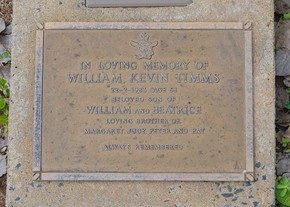 IN LOVING MEMORY OF
WILLIAM KEVIN TIMMS
BELOVED SON OF
WILLIAM AND BEATRICE
LOVING BROTHER OF
MARGARET, JUDY, PETER AND
ALWAYS REMEMBERED